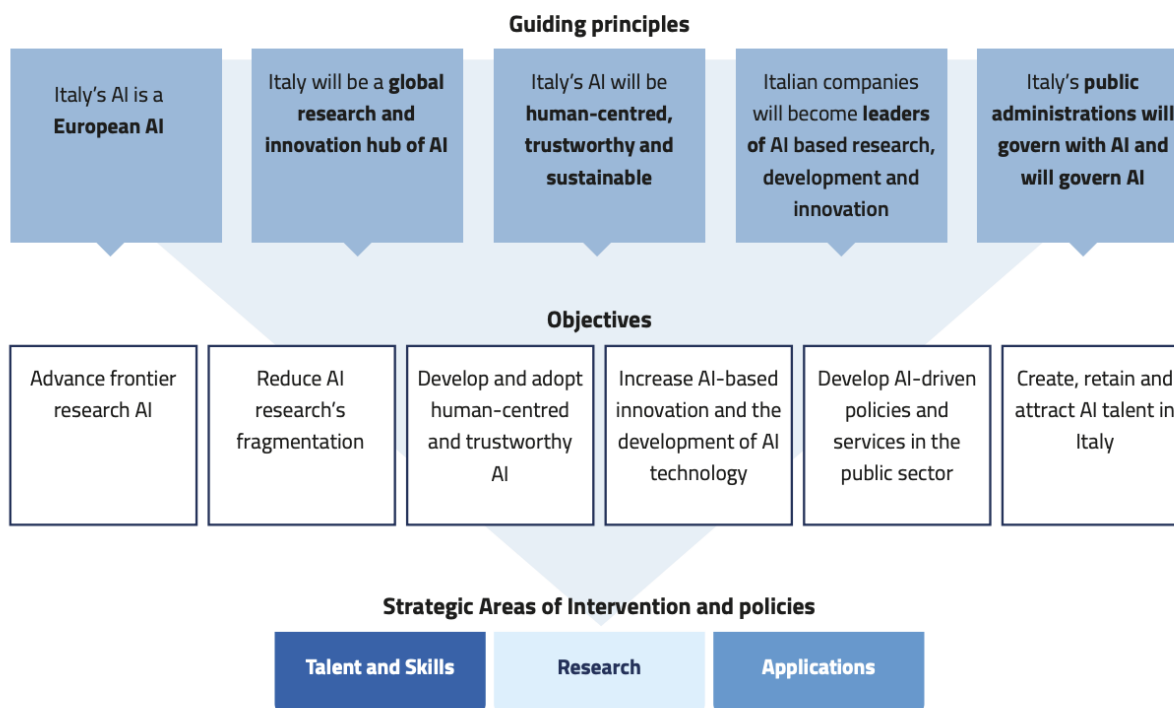 Guiding principles
Italy's AI is a
European AI
Italy will be a global
research and
innovation hub of AI
Italy's AI will be
human-centred,
trustworthy and
sustainable
Italian companies
will become leaders
of AI based research,
development and
innovation
Italy's public
administrations will
govern with AI and
will govern AI
Objectives
Advance frontier
research AI
Reduce AI
research's
fragmentation
Develop and adopt
human-centred
and trustworthy
AI
Increase AI-based
innovation and the
development of AI
technology
Develop AI-driven
policies and
services in the
public sector
Create, retain and
attract AI talent in
Italy
Strategic Areas of Intervention and policies
Talent and Skills
Research
Applications